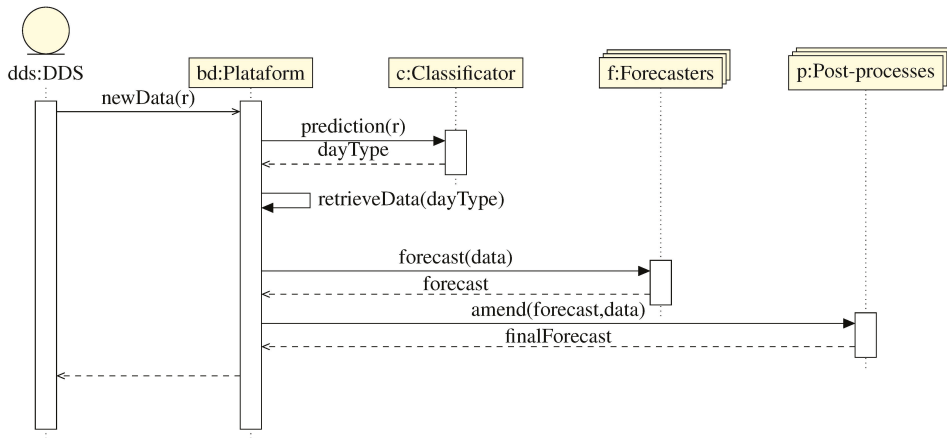 dds:DDS
bd:Plataform
c:Classificator
f:Forecasters
p:Post-processes
newData(r)
prediction(r)
dayType
retrieveData(dayType)
forecast(data)
forecast
amend(forecast,data)
finalForecast